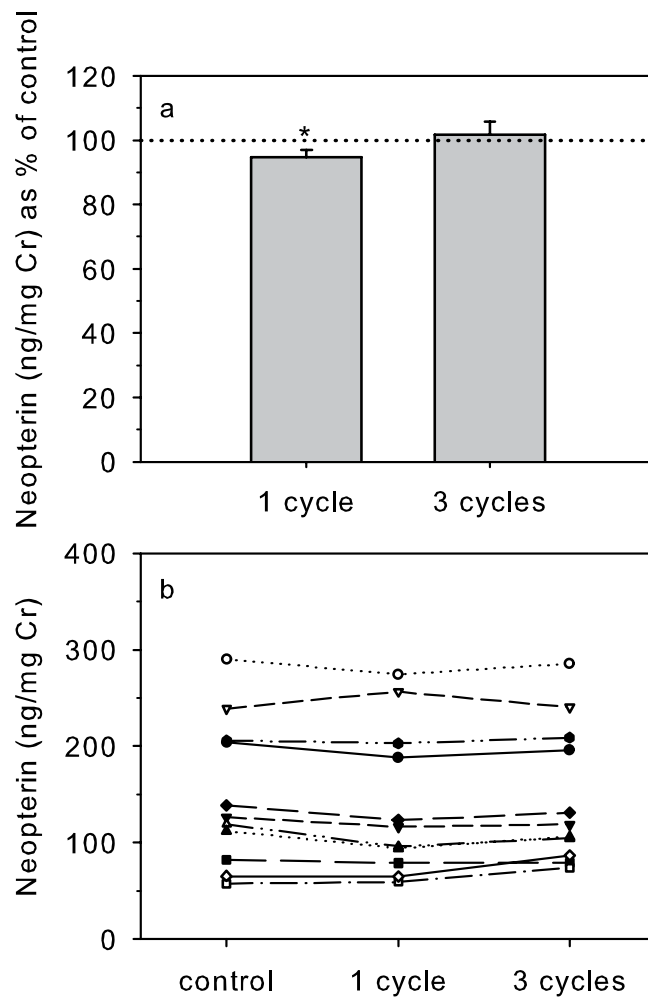 Neopterin (ng/mg Cr) as % of control
120
100
80
60
40
20
0
a
*
1 cycle
3 cycles
Neopterin (ng/mg Cr)
400
300
200
100
0
b
control
1 cycle
3 cycles